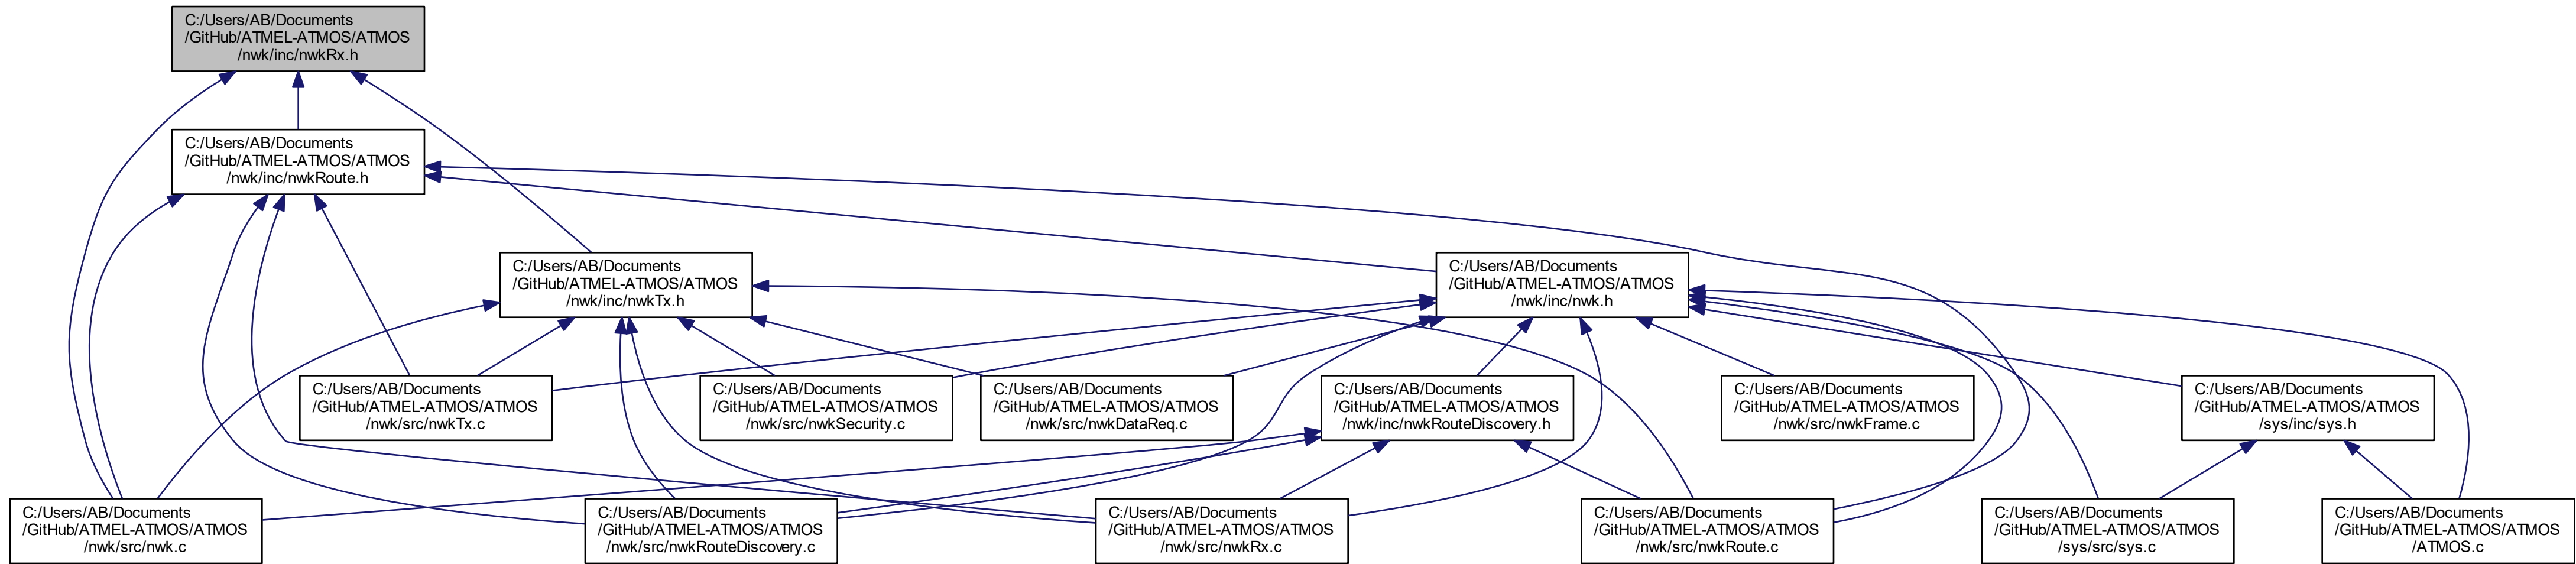 C:/Users/AB/Documents
/GitHub/ATMEL-ATMOS/ATMOS
/nwk/inc/nwkRx.h
C:/Users/AB/Documents
/GitHub/ATMEL-ATMOS/ATMOS
/nwk/inc/nwkRoute.h
C:/Users/AB/Documents
/GitHub/ATMEL-ATMOS/ATMOS
/nwk/inc/nwkTx.h
C:/Users/AB/Documents
/GitHub/ATMEL-ATMOS/ATMOS
/nwk/inc/nwk.h
C:/Users/AB/Documents
/GitHub/ATMEL-ATMOS/ATMOS
/nwk/src/nwkTx.c
C:/Users/AB/Documents
/GitHub/ATMEL-ATMOS/ATMOS
/nwk/src/nwkSecurity.c
C:/Users/AB/Documents
/GitHub/ATMEL-ATMOS/ATMOS
/nwk/src/nwkDataReq.c
C:/Users/AB/Documents
/GitHub/ATMEL-ATMOS/ATMOS
/nwk/inc/nwkRouteDiscovery.h
C:/Users/AB/Documents
/GitHub/ATMEL-ATMOS/ATMOS
/nwk/src/nwkFrame.c
C:/Users/AB/Documents
/GitHub/ATMEL-ATMOS/ATMOS
/sys/inc/sys.h
C:/Users/AB/Documents
/GitHub/ATMEL-ATMOS/ATMOS
/nwk/src/nwk.c
C:/Users/AB/Documents
/GitHub/ATMEL-ATMOS/ATMOS
/nwk/src/nwkRouteDiscovery.c
C:/Users/AB/Documents
/GitHub/ATMEL-ATMOS/ATMOS
/nwk/src/nwkRx.c
C:/Users/AB/Documents
/GitHub/ATMEL-ATMOS/ATMOS
/nwk/src/nwkRoute.c
C:/Users/AB/Documents
/GitHub/ATMEL-ATMOS/ATMOS
/sys/src/sys.c
C:/Users/AB/Documents
/GitHub/ATMEL-ATMOS/ATMOS
/ATMOS.c